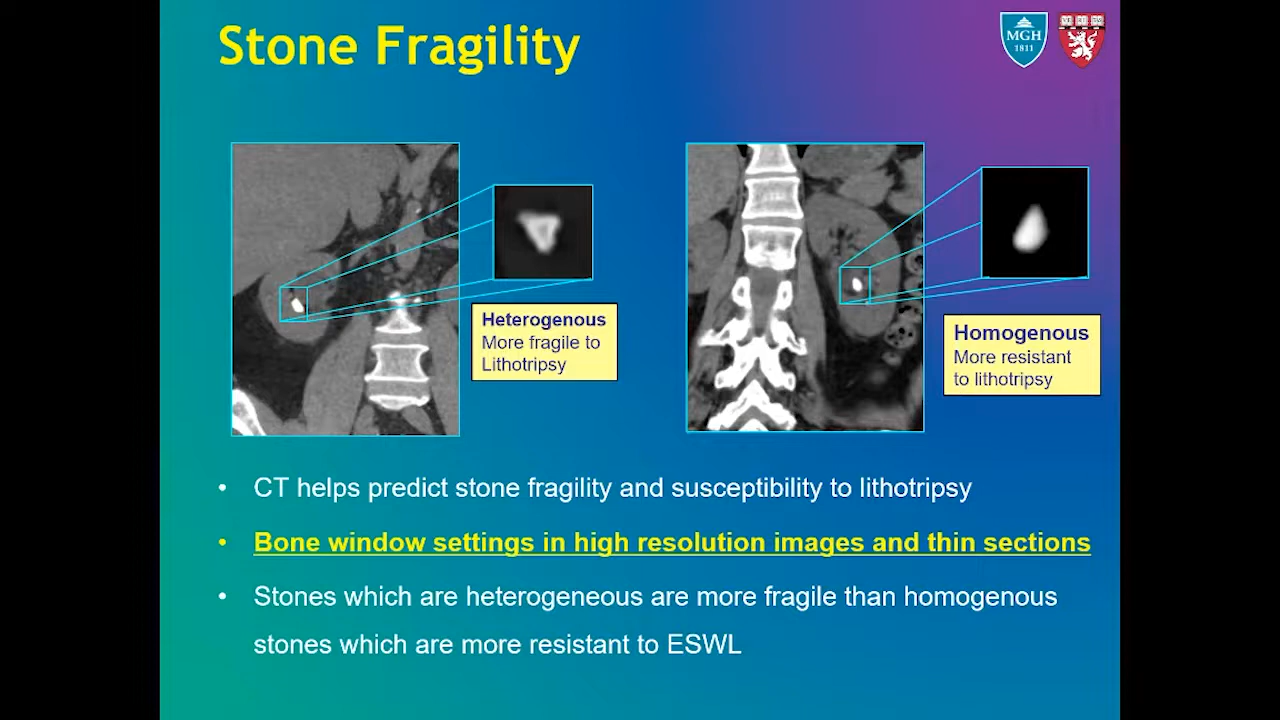 Stone Fragility
MGH
1811
Heterogenous
More fragile to
Lithotripsy
Homogenous
More resistant
to lithotripsy
• CT helps predict stone fragility and susceptibility to lithotripsy
• Bone window settings in high resolution images and thin sections
• Stones which are heterogeneous are more fragile than homogenous
stones which are more resistant to ESWL